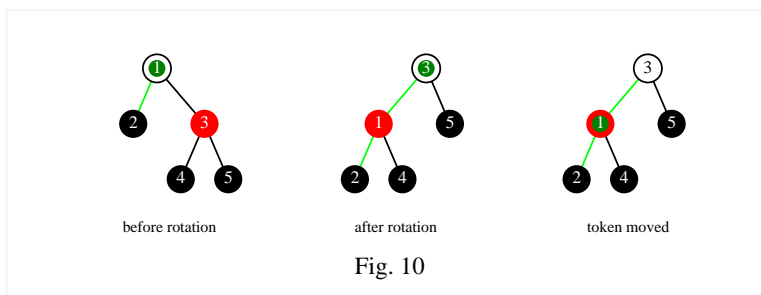 1 3 3
2 3 1 5 1 5
4 5 2 4 2 4
before rotation after rotation token moved
Fig. 10